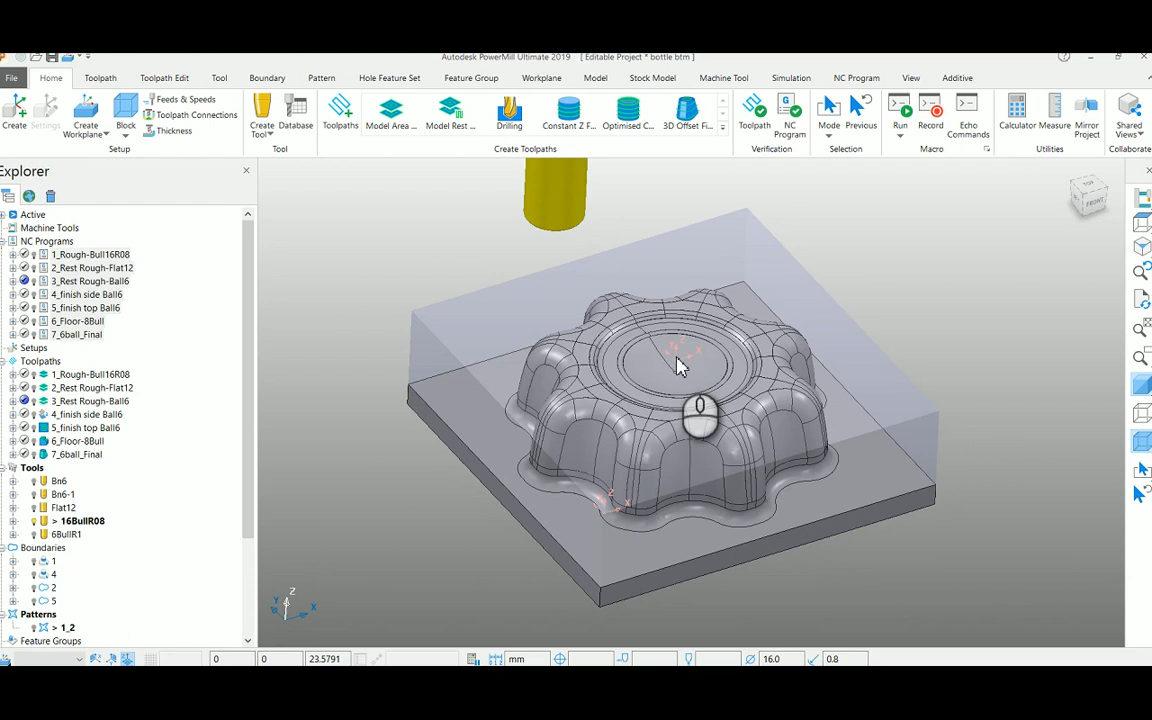 Autodesk PowerMill Ultimate 2019 [ Editable Project * bottle btm ]
File Home Toolpath Toolpath Edit Tool Boundary Pattern Hole Feature Set Feature Group Workplane Model Stock Model Machine Tool Simulation NC Program View Additive
Create Settings Create Workplane Block Feeds & Speeds
Toolpath Connections
Thickness
Create Tool Database Toolpaths Model Area ... Model Rest ... Drilling Constant Z F... Optimised C... 3D Offset Fi... Toolpath NC Program Mode Previous Run Record Echo Commands Calculator Measure Mirror Project Shared Views
Setup Tool Create Toolpaths Verification Selection Macro Utilities Collaborate
Explorer
Active
Machine Tools
NC Programs
1_Rough-Bull16R08
2_Rest Rough-Flat12
3_Rest Rough-Ball6
4_finish side Ball6
5_finish top Ball6
6_Floor-8Bull
7_6ball_Final
Setups
Toolpaths
1_Rough-Bull16R08
2_Rest Rough-Flat12
3_Rest Rough-Ball6
4_finish side Ball6
5_finish top Ball6
6_Floor-8Bull
7_6ball_Final
Tools
Bn6
Bn6-1
Flat12
> 16BullR08
6BullR1
Boundaries
1
4
2
5
Patterns
> 1_2
Feature Groups
TOP
FRONT
Z
X
Z
X
Z
Y
X
0 0 23.5791 mm 16.0 0.8